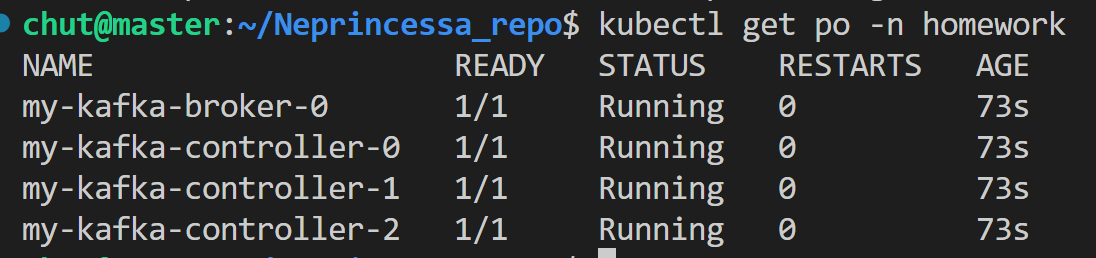 chut@master:~/Neprincessa_repo$ kubectl get po -n homework
NAME READY STATUS RESTARTS AGE
my-kafka-broker-0 1/1 Running 0 73s
my-kafka-controller-0 1/1 Running 0 73s
my-kafka-controller-1 1/1 Running 0 73s
my-kafka-controller-2 1/1 Running 0 73s